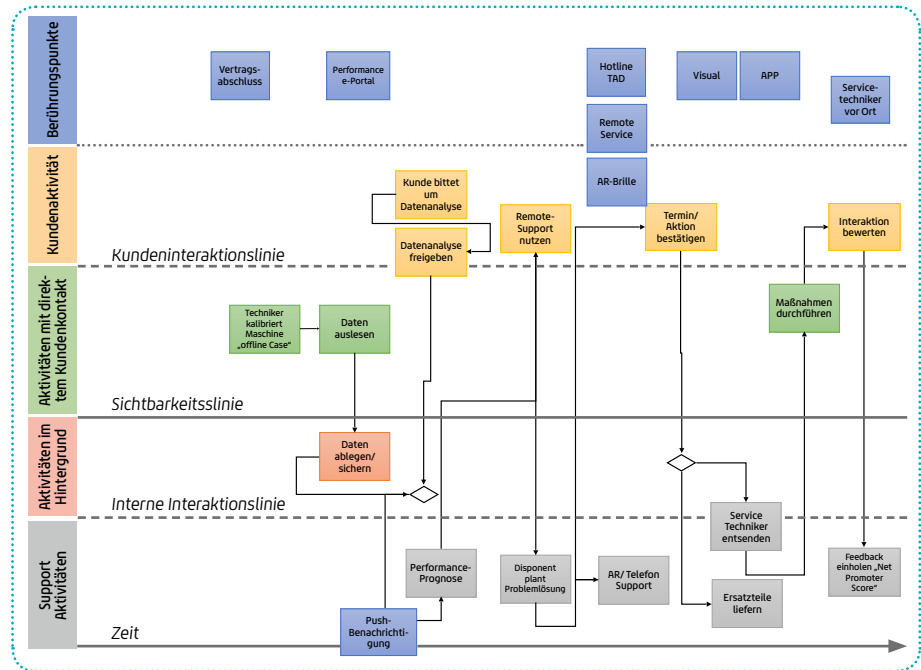 Berührungspunkte
Vertrags-
abschluss
Performance
e-Portal
Hotline
TAD
Visual
APP
Service-
techniker
vor Ort
Remote
Service
AR-Brille
Kundenaktivität
Kunde bittet
um
Datenanalyse
Datenanalyse
freigeben
Remote-
Support
nutzen
Termin/
Aktion
bestätigen
Interaktion
bewerten
Kundeninteraktionslinie
Aktivitäten mit direk-
tem Kundenkontakt
Techniker
kalibriert
Maschine
„offline Case“
Daten
auslesen
Maßnahmen
durchführen
Sichtbarkeitsslinie
Aktivitäten im
Hintergrund
Daten
ablegen/
sichern
Interne Interaktionslinie
Support
Aktivitäten
Performance-
Prognose
Disponent
plant
Problemlösung
AR/ Telefon
Support
Service
Techniker
entsenden
Ersatzteile
liefern
Feedback
einholen „Net
Promoter
Score“
Push-
Benachrichti-
gung
Zeit